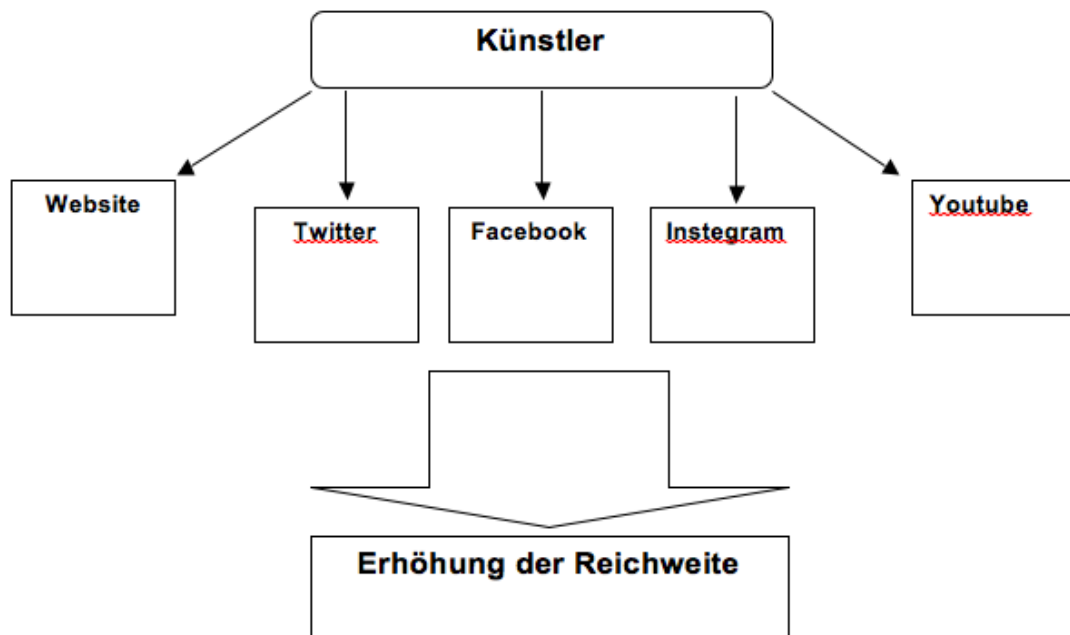 Künstler
Website
Twitter
Facebook
Instegram
Youtube
Erhöhung der Reichweite